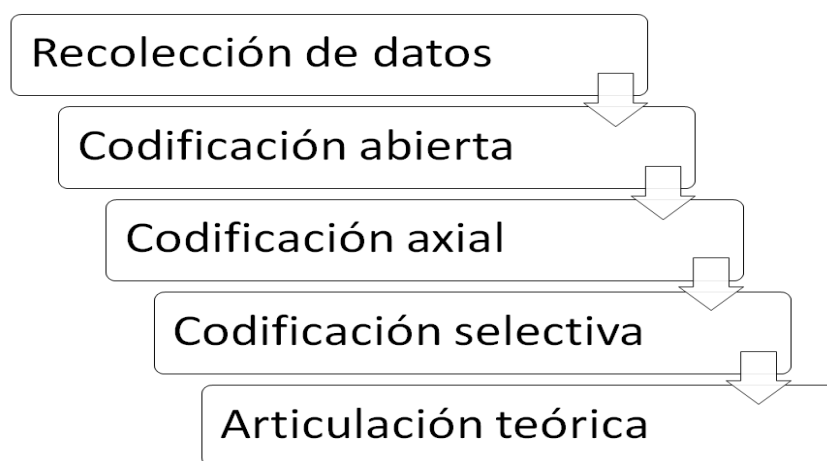 Recolección de datos
Codificación abierta
Codificación axial
Codificación selectiva
Articulación teórica